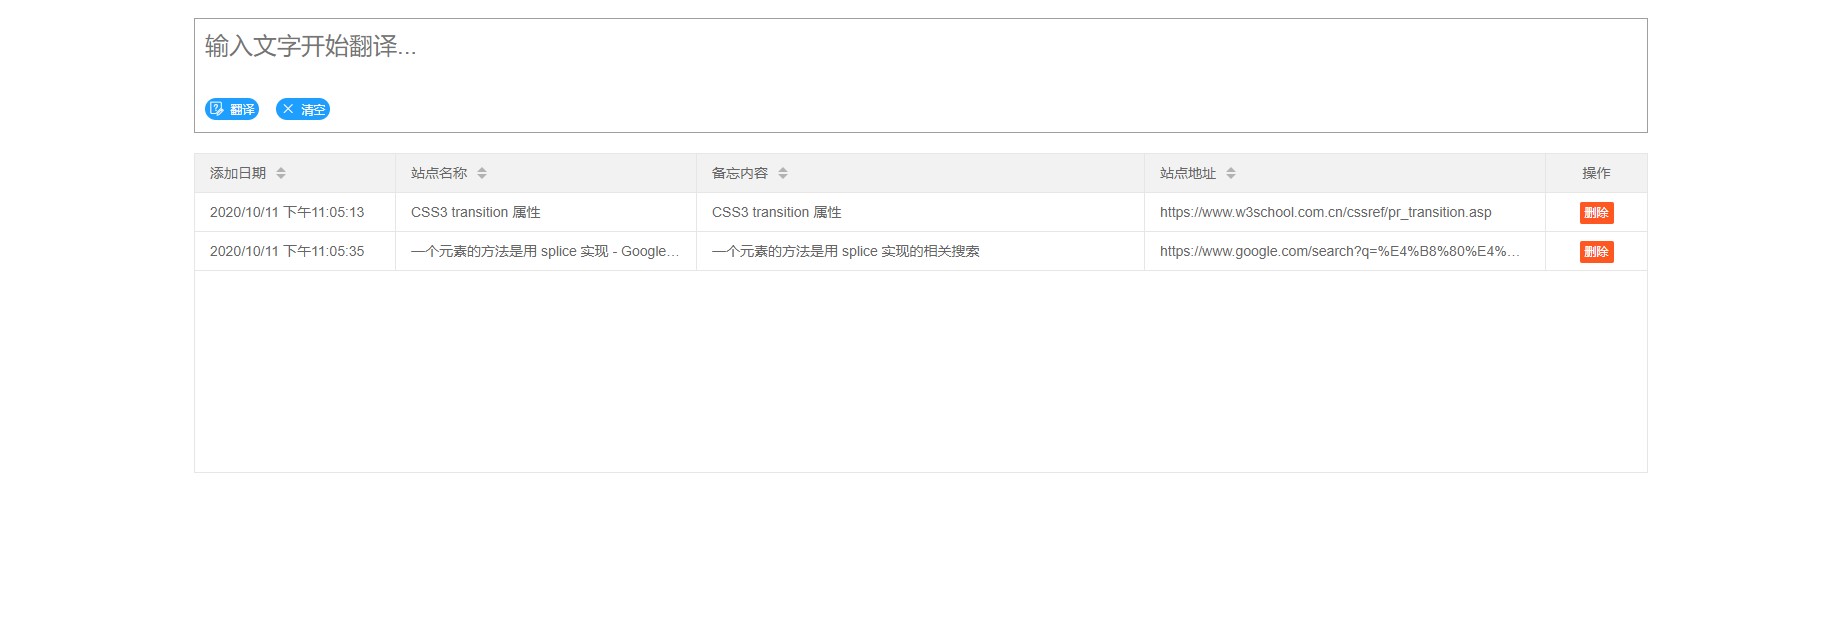 输入文字开始翻译...
翻译 清空
添加日期 站点名称 备忘内容 站点地址 操作
2020/10/11 下午11:05:13 CSS3 transition 属性 CSS3 transition 属性 https://www.w3school.com.cn/cssref/pr_transition.asp 删除
2020/10/11 下午11:05:35 一个元素的方法是用 splice 实现 - Google... 一个元素的方法是用 splice 实现的相关搜索 https://www.google.com/search?q=%E4%B8%80%E4%... 删除